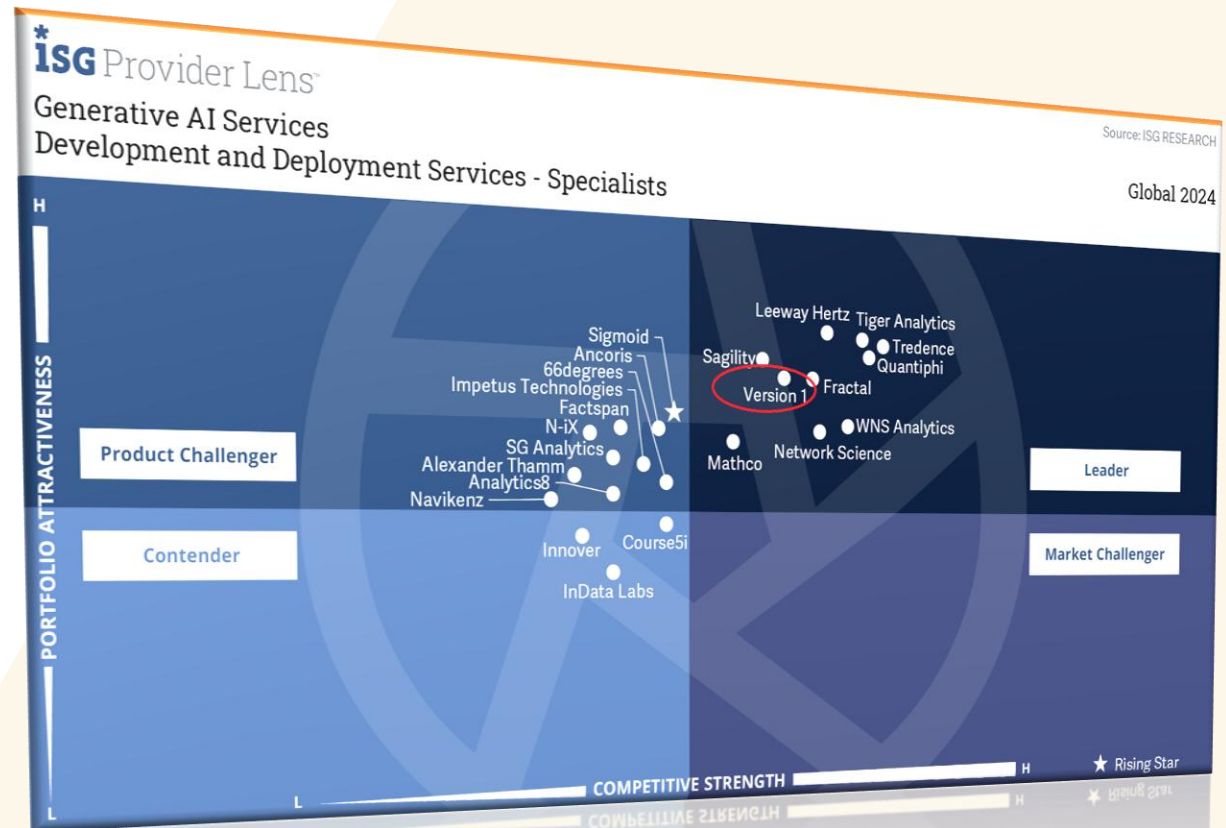 *
ISG Provider Lens™
Generative AI Services
Development and Deployment Services - Specialists
Source: ISG RESEARCH
Global 2024
H
PORTFOLIO ATTRACTIVENESS
L
Product Challenger
Contender
Leader
Market Challenger
Sigmoid
Ancoris
66degrees
Impetus Technologies
Factspan
N-iX
SG Analytics
Alexander Thamm
Analytics8
Navikenz
Leeway Hertz
Tiger Analytics
Tredence
Quantiphi
Sagility
Version 1
Fractal
WNS Analytics
Network Science
Mathco
Innover
Course5i
InData Labs
L
COMPETITIVE STRENGTH
H
Rising Star